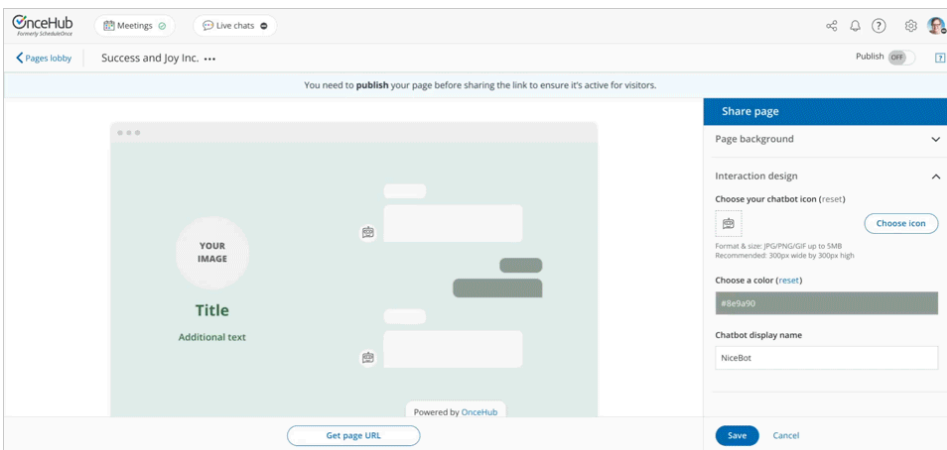 OnceHub
Formerly ScheduleOnce
Meetings
Live chats
Pages lobby
Success and Joy Inc.
Publish
OFF
You need to publish your page before sharing the link to ensure it's active for visitors.
YOUR
IMAGE
Title
Additional text
Powered by OnceHub
Get page URL
Share page
Page background
Interaction design
Choose your chatbot icon (reset)
Choose icon
Format & size: JPG/PNG/GIF up to 5MB
Recommended: 300px wide by 300px high
Choose a color (reset)
#8e9a90
Chatbot display name
NiceBot
Save
Cancel